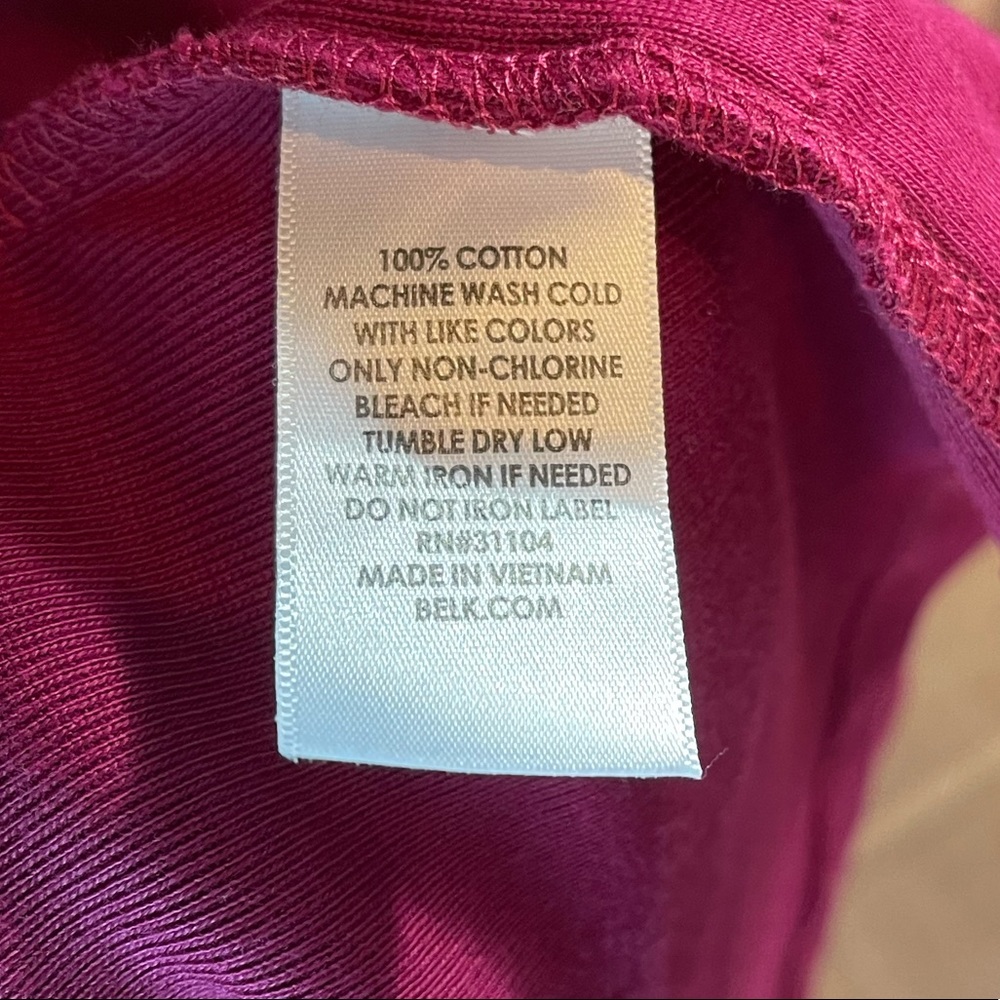 100% COTTON
MACHINE WASH COLD
WITH LIKE COLORS
ONLY NON-CHLORINE
BLEACH IF NEEDED
TUMBLE DRY LOW
WARM IRON IF NEEDED
DO NOT IRON LABEL
RN#31104
MADE IN VIETNAM
BELK.COM